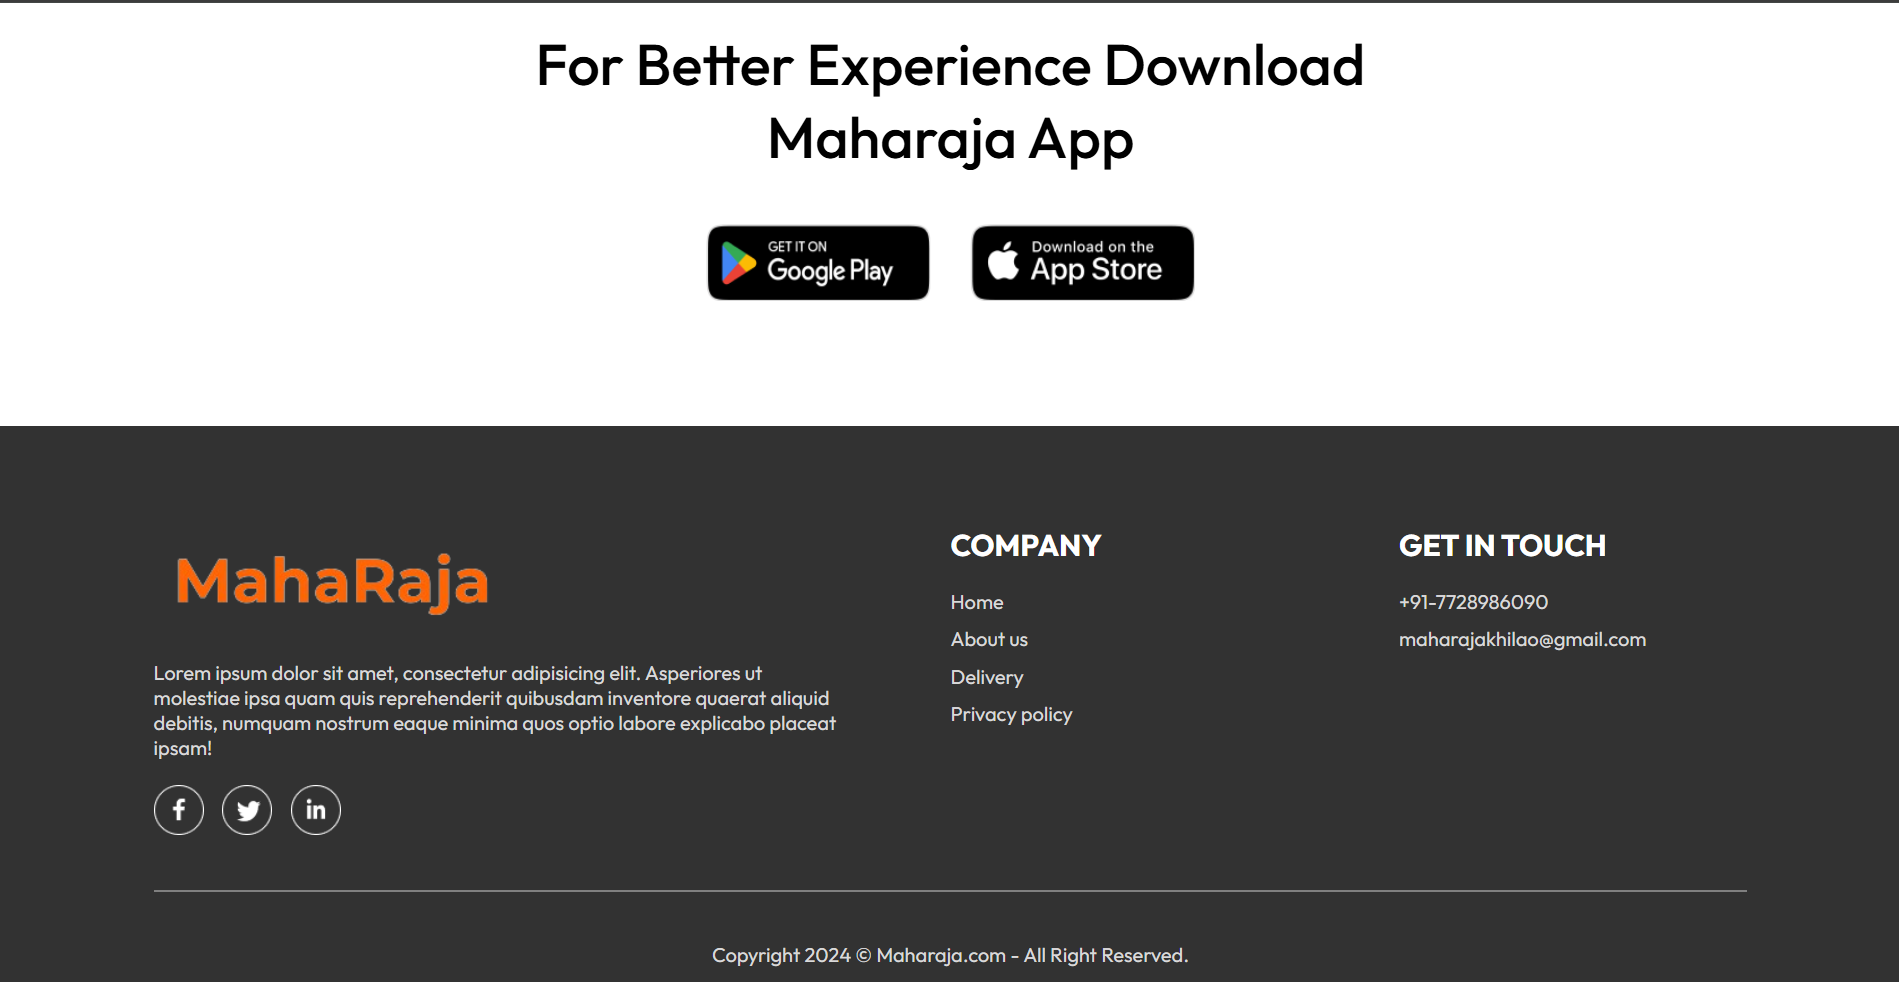 For Better Experience Download
Maharaja App
GET IT ON
Google Play
Download on the
App Store
MahaRaja
Lorem ipsum dolor sit amet, consectetur adipisicing elit. Asperiores ut
molestiae ipsa quam quis reprehenderit quibusdam inventore quaerat aliquid
debitis, numquam nostrum eaque minima quos optio labore explicabo placeat
ipsam!
f
in
COMPANY
Home
About us
Delivery
Privacy policy
GET IN TOUCH
+91-7728986090
maharajakhilao@gmail.com
Copyright 2024 © Maharaja.com - All Right Reserved.